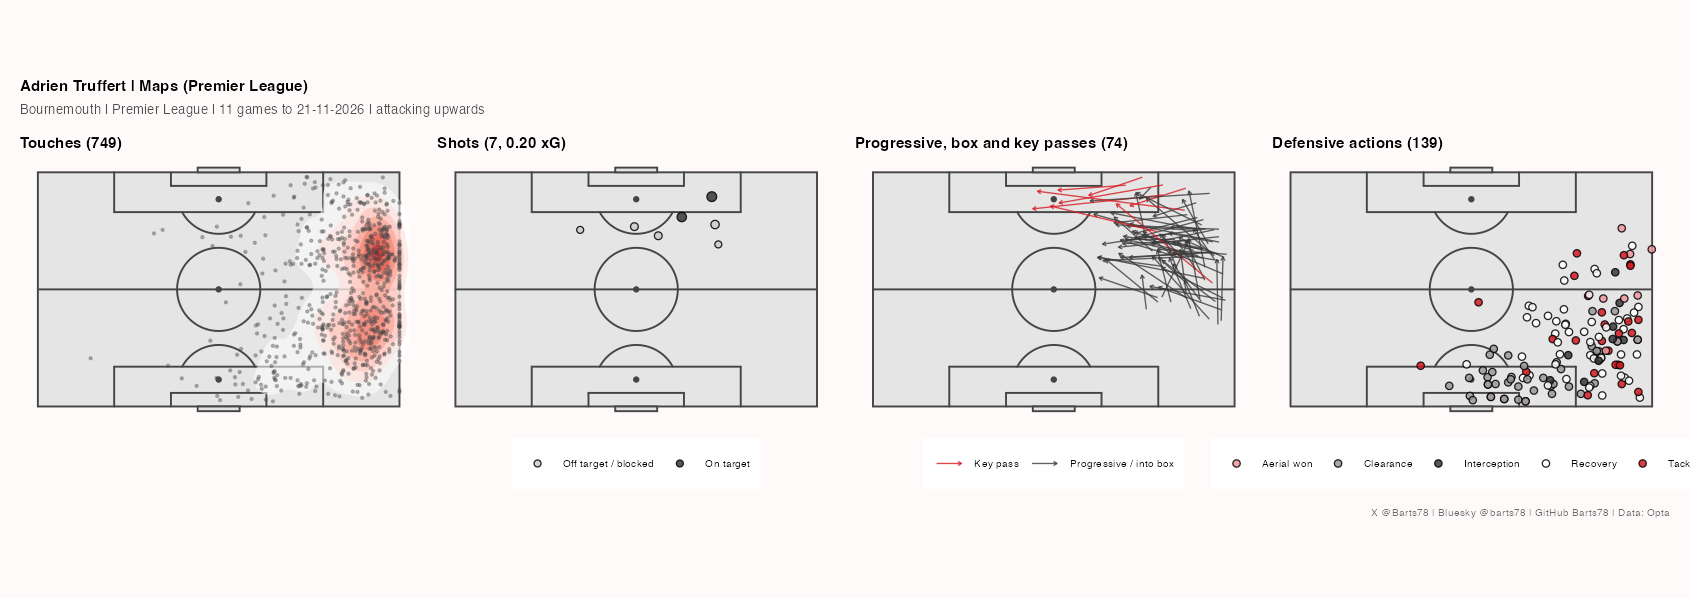 Adrien Truffert | Maps (Premier League)
Bournemouth | Premier League | 11 games to 21-11-2026 | attacking upwards
Touches (749)
Shots (7, 0.20 xG)
Progressive, box and key passes (74)
Defensive actions (139)
Off target / blocked
On target
Key pass
Progressive / into box
Aerial won
Clearance
Interception
Recovery
Tack
X @Barts78 | Bluesky @barts78 | GitHub Barts78 | Data: Opta